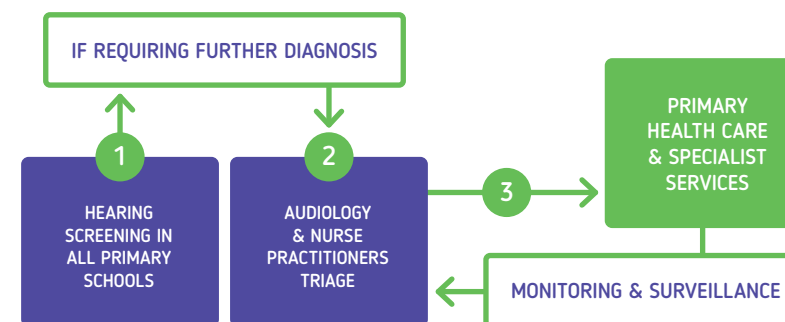 IF REQUIRING FURTHER DIAGNOSIS
1
HEARING
SCREENING IN
ALL PRIMARY
SCHOOLS
2
AUDIOLOGY
& NURSE
PRACTITIONERS
TRIAGE
3
PRIMARY
HEALTH CARE
& SPECIALIST
SERVICES
MONITORING & SURVEILLANCE